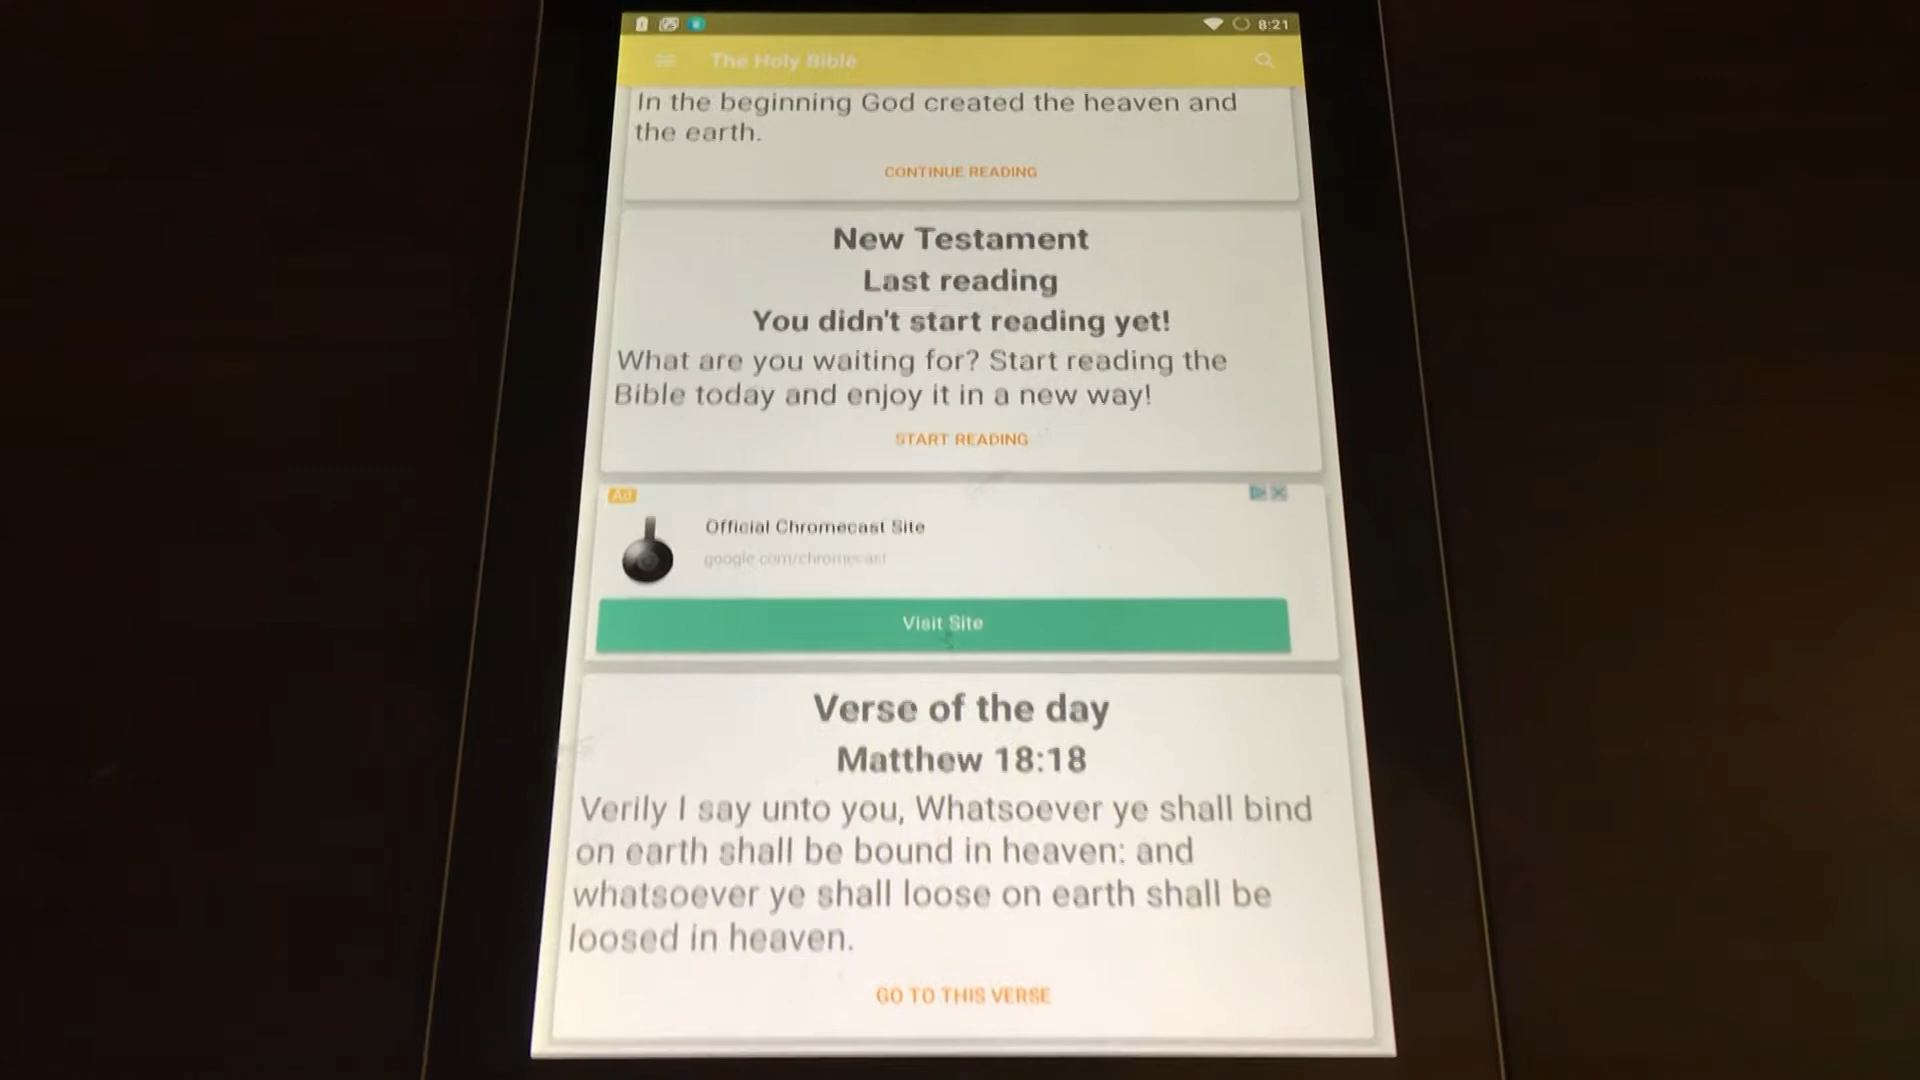 8:21
The Holy Bible
In the beginning God created the heaven and
the earth.
CONTINUE READING
New Testament
Last reading
You didn't start reading yet!
What are you waiting for? Start reading the
Bible today and enjoy it in a new way!
START READING
Ad
Official Chromecast Site
google.com/chromecast
Visit Site
Verse of the day
Matthew 18:18
Verily I say unto you, Whatsoever ye shall bind
on earth shall be bound in heaven: and
whatsoever ye shall loose on earth shall be
loosed in heaven.
GO TO THIS VERSE